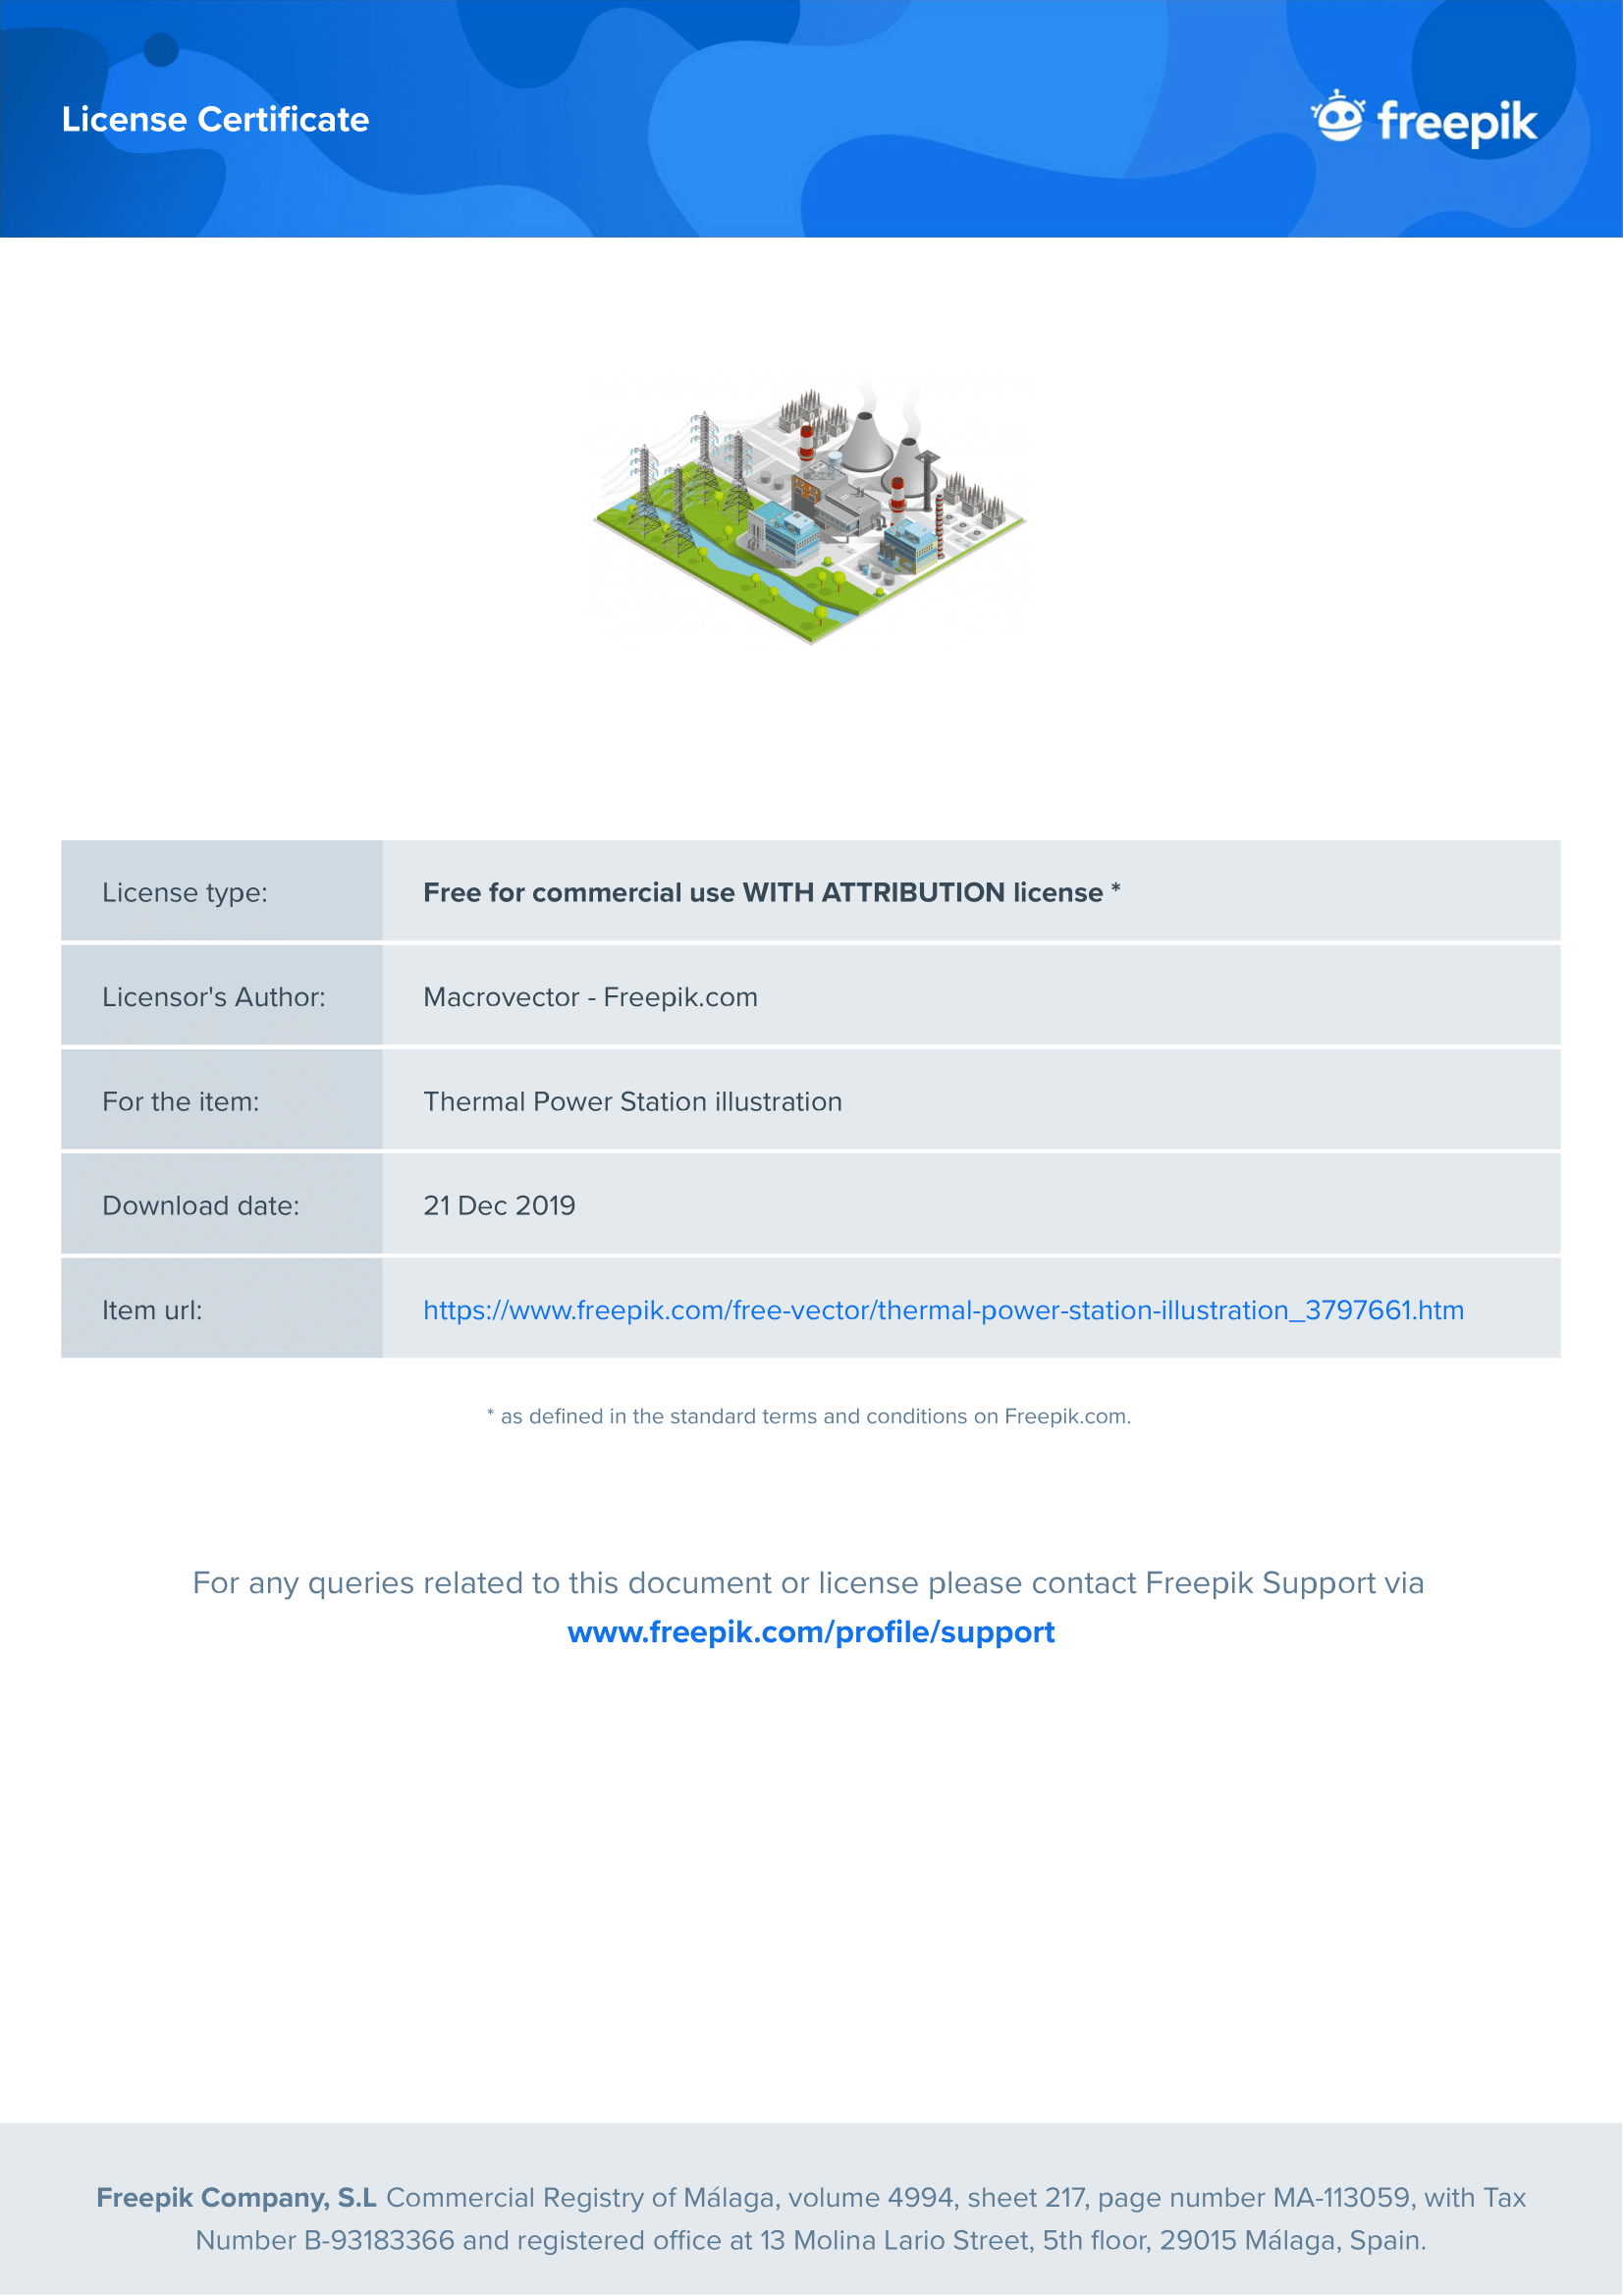 License Certificate
freepik
License type:
Free for commercial use WITH ATTRIBUTION license *
Licensor's Author:
Macrovector - Freepik.com
For the item:
Thermal Power Station illustration
Download date:
21 Dec 2019
Item url:
https://www.freepik.com/free-vector/thermal-power-station-illustration_3797661.htm
* as defined in the standard terms and conditions on Freepik.com.
For any queries related to this document or license please contact Freepik Support via
www.freepik.com/profile/support
Freepik Company, S.L Commercial Registry of Málaga, volume 4994, sheet 217, page number MA-113059, with Tax
Number B-93183366 and registered office at 13 Molina Lario Street, 5th floor, 29015 Málaga, Spain.